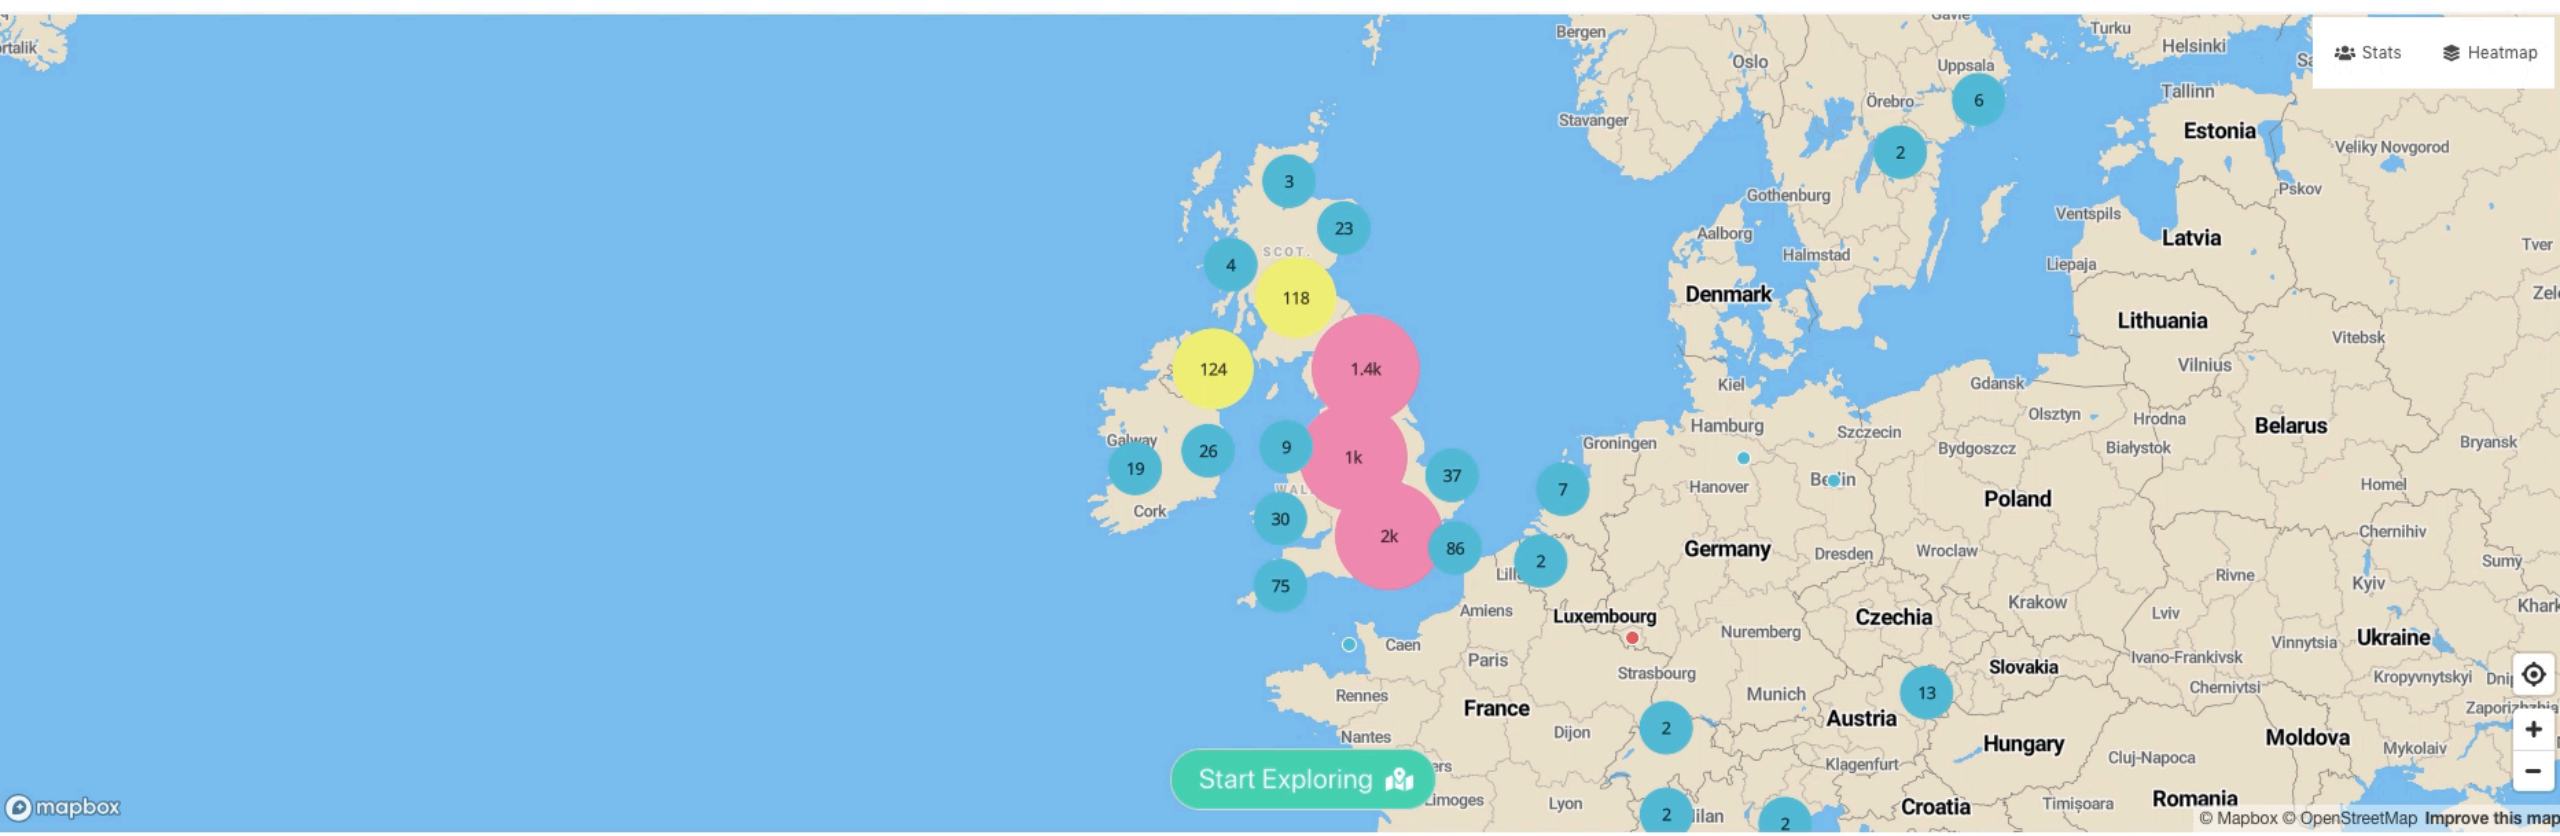 Bergen
Gävle
Turku
Helsinki
Oslo
Uppsala
Stats
Heatmap
Tallinn
Örebro
6
Stavanger
Estonia
Veliky Novgorod
2
3
Gothenburg
Pskov
Ventspils
23
Aalborg
Latvia
Tver
SCOT.
Halmstad
Liepaja
4
118
Denmark
Lithuania
Vitebsk
124
1.4k
Vilnius
Kiel
Gdansk
Olsztyn
Hrodna
Hamburg
Szczecin
Belarus
Galway
Groningen
Bydgoszcz
Białystok
Bryansk
26
9
1k
19
37
7
Hanover
Berlin
Homel
WAL
Poland
Cork
30
2k
86
Chernihiv
Germany
Dresden
Wroclaw
2
Lille
Sumy
Rivne
75
Kyiv
Amiens
Krakow
Luxembourg
Czechia
Lviv
Nuremberg
Ukraine
Caen
Vinnytsia
Paris
Strasbourg
Slovakia
Ivano-Frankivsk
Kropyvnytskyi
Rennes
Munich
13
Chernivtsi
France
Austria
Zaporizhzhia
2
Nantes
Dijon
Hungary
Moldova
Mykolaiv
Cluj-Napoca
Klagenfurt
Start Exploring
Limoges
Lyon
Croatia
Timișoara
Romania
mapbox
2
Milan
2
© Mapbox © OpenStreetMap Improve this map